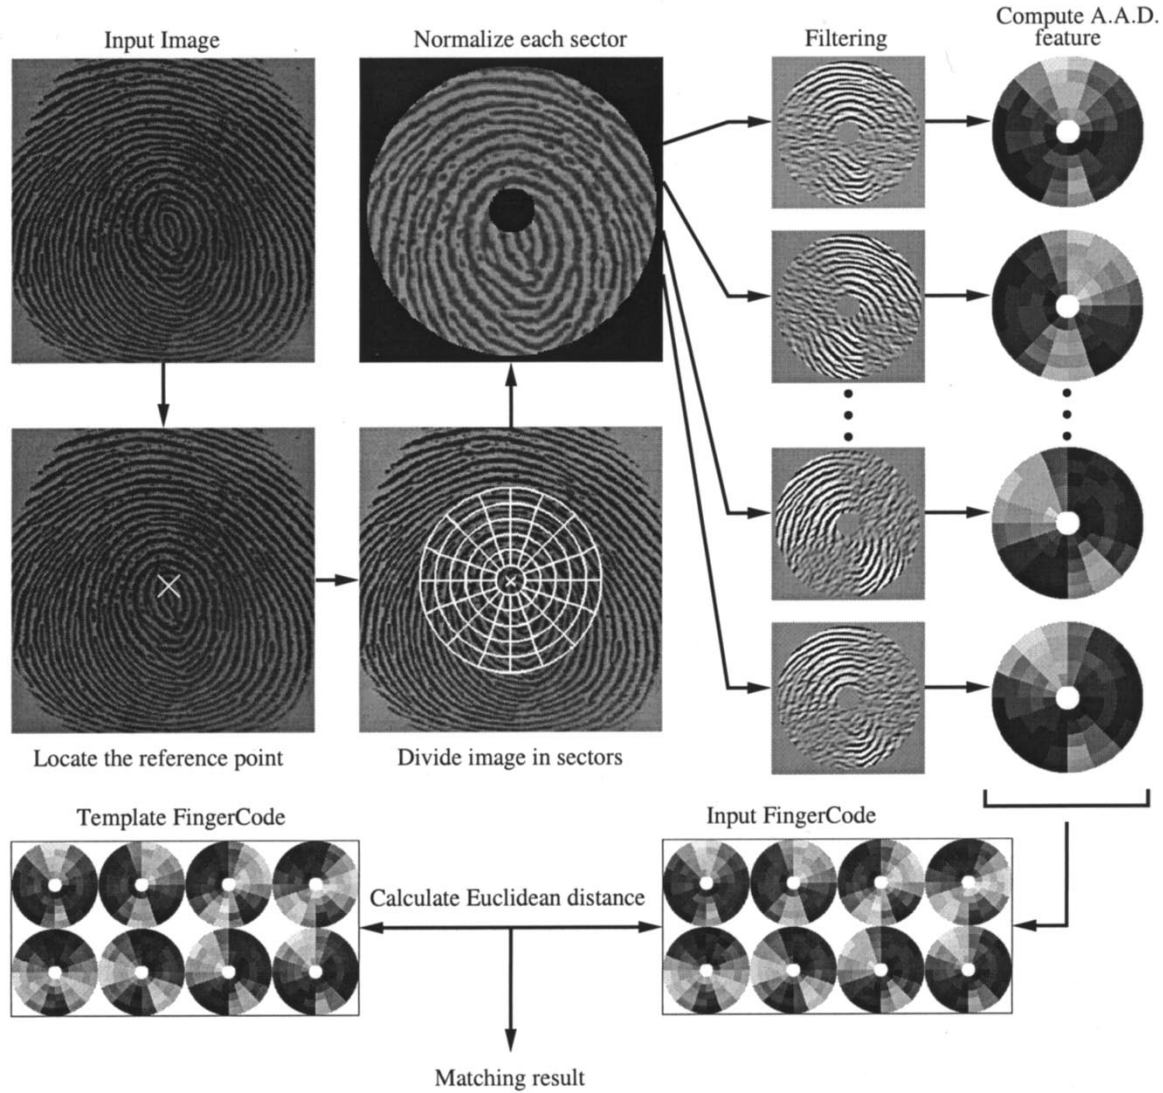 Input Image
Normalize each sector
Filtering
Compute A.A.D.
feature
Locate the reference point
Divide image in sectors
Template FingerCode
Input FingerCode
Calculate Euclidean distance
Matching result